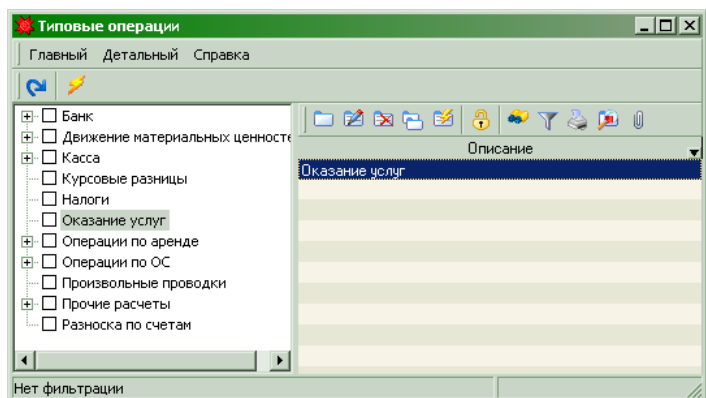 Типовые операции
Главный Детальный Справка
Банк
Движение материальных ценносте
Касса
Курсовые разницы
Налоги
Оказание услуг
Операции по аренде
Операции по ОС
Произвольные проводки
Прочие расчеты
Разноска по счетам
Описание
Оказание услуг
Нет фильтрации